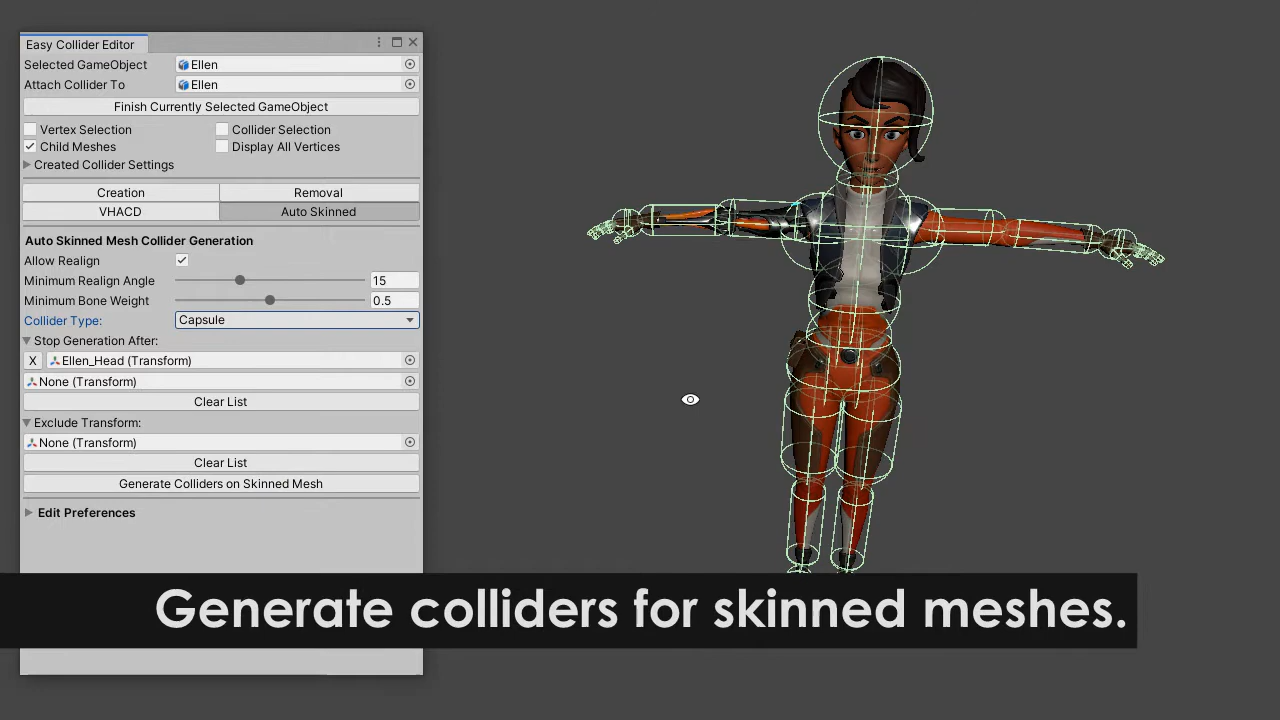 Easy Collider Editor
Selected GameObject Ellen
Attach Collider To Ellen
Finish Currently Selected GameObject
Vertex Selection Collider Selection
Child Meshes Display All Vertices
Created Collider Settings
Creation Removal
VHACD Auto Skinned
Auto Skinned Mesh Collider Generation
Allow Realign
Minimum Realign Angle 15
Minimum Bone Weight 0.5
Collider Type: Capsule
Stop Generation After:
X Ellen_Head (Transform)
None (Transform)
Clear List
Exclude Transform:
None (Transform)
Clear List
Generate Colliders on Skinned Mesh
Edit Preferences
Generate colliders for skinned meshes.